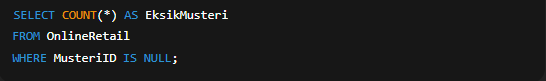 SELECT COUNT(*) AS EksikMusteri
FROM OnlineRetail
WHERE MusteriID IS NULL;